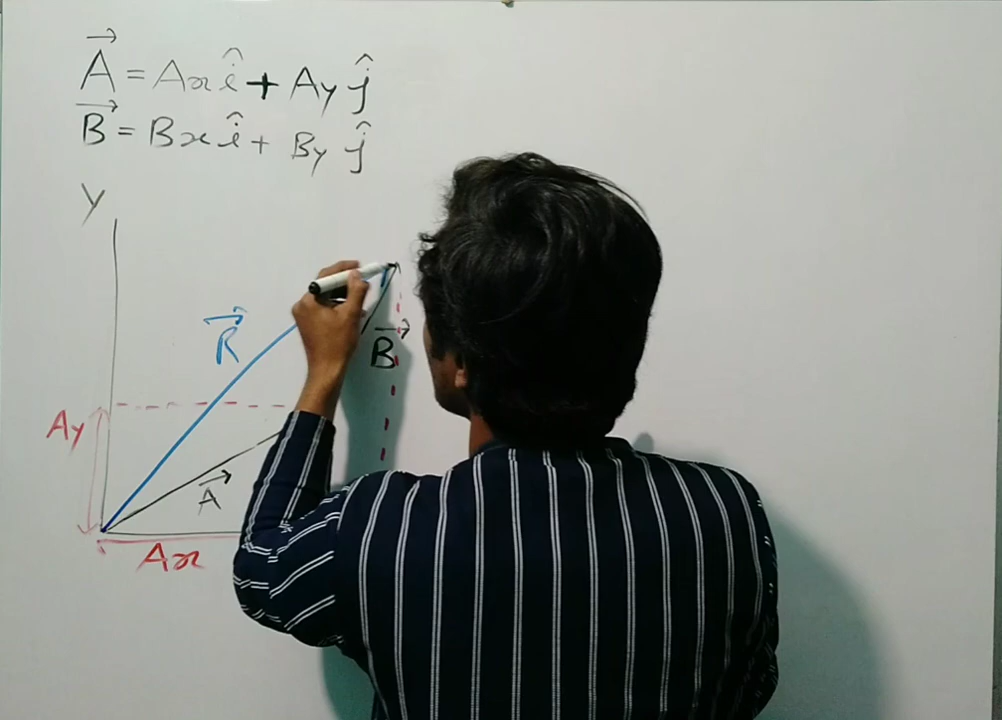 A⃗ = Ax î + Ay ĵ
B⃗ = Bx î + By ĵ
Y
R⃗
B⃗
Ay
A⃗
Ax